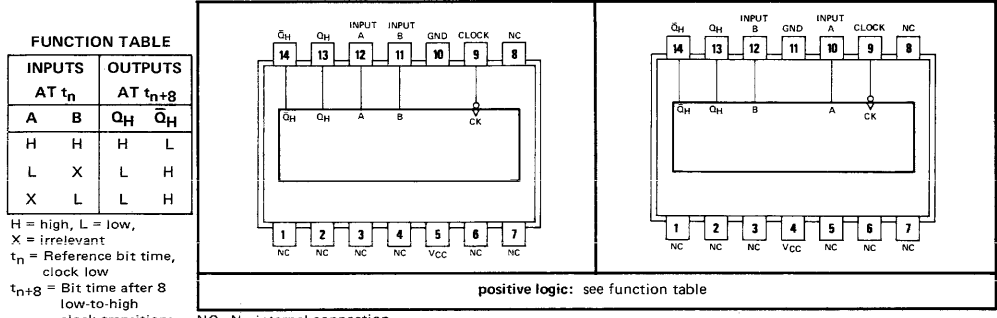 FUNCTION TABLE
INPUTS OUTPUTS
AT tn AT tn+8
A B QH Q̄H
H H H L
L X L H
X L L H
H = high, L = low,
X = irrelevant
tn = Reference bit time,
clock low
tn+8 = Bit time after 8
low-to-high
Q̄H QH INPUT A INPUT B GND CLOCK NC
14 13 12 11 10 9 8
Q̄H QH A B CK
1 2 3 4 5 6 7
NC NC NC NC VCC NC NC
Q̄H QH INPUT B GND INPUT A CLOCK NC
14 13 12 11 10 9 8
Q̄H QH B A CK
1 2 3 4 5 6 7
NC NC NC VCC NC NC NC
positive logic: see function table